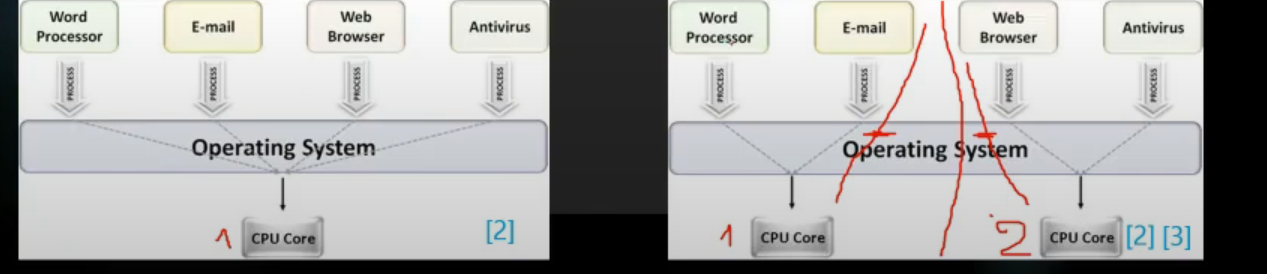 Word
Processor
E-mail
Web
Browser
Antivirus
PROCESS
PROCESS
PROCESS
PROCESS
Operating System
1
CPU Core
[2]
Word
Processor
E-mail
Web
Browser
Antivirus
PROCESS
PROCESS
PROCESS
PROCESS
Operating System
1
CPU Core
2
CPU Core
[2] [3]